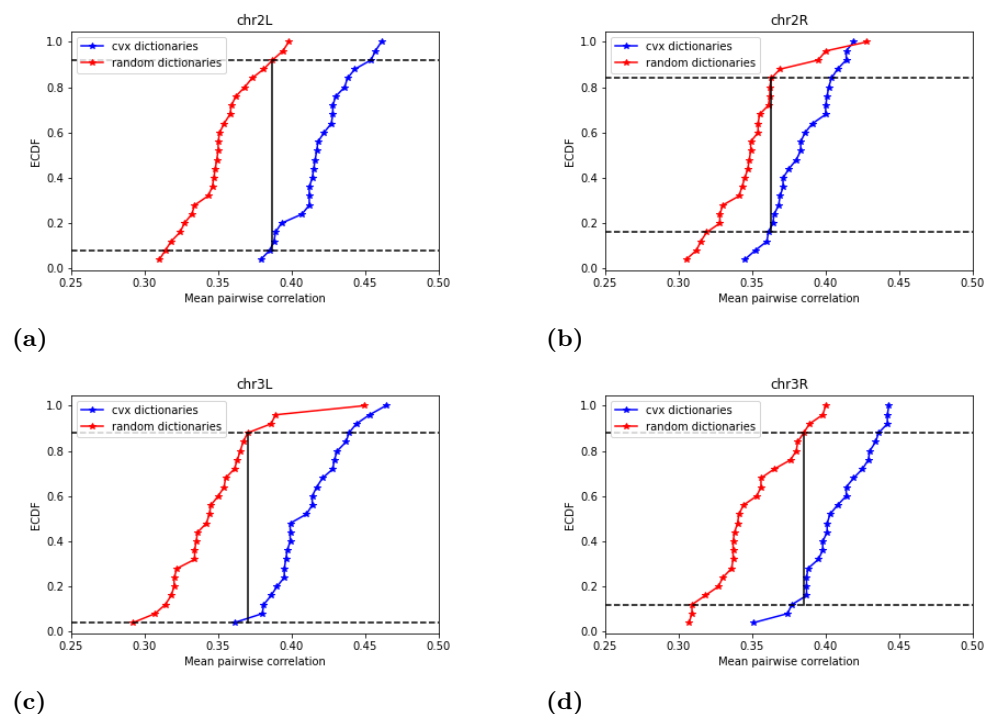 chr2L
cvx dictionaries
random dictionaries
ECDF
1.0
0.8
0.6
0.4
0.2
0.0
0.25 0.30 0.35 0.40 0.45 0.50
Mean pairwise correlation
(a)
chr2R
cvx dictionaries
random dictionaries
ECDF
1.0
0.8
0.6
0.4
0.2
0.0
0.25 0.30 0.35 0.40 0.45 0.50
Mean pairwise correlation
(b)
chr3L
cvx dictionaries
random dictionaries
ECDF
1.0
0.8
0.6
0.4
0.2
0.0
0.25 0.30 0.35 0.40 0.45 0.50
Mean pairwise correlation
(c)
chr3R
cvx dictionaries
random dictionaries
ECDF
1.0
0.8
0.6
0.4
0.2
0.0
0.25 0.30 0.35 0.40 0.45 0.50
Mean pairwise correlation
(d)